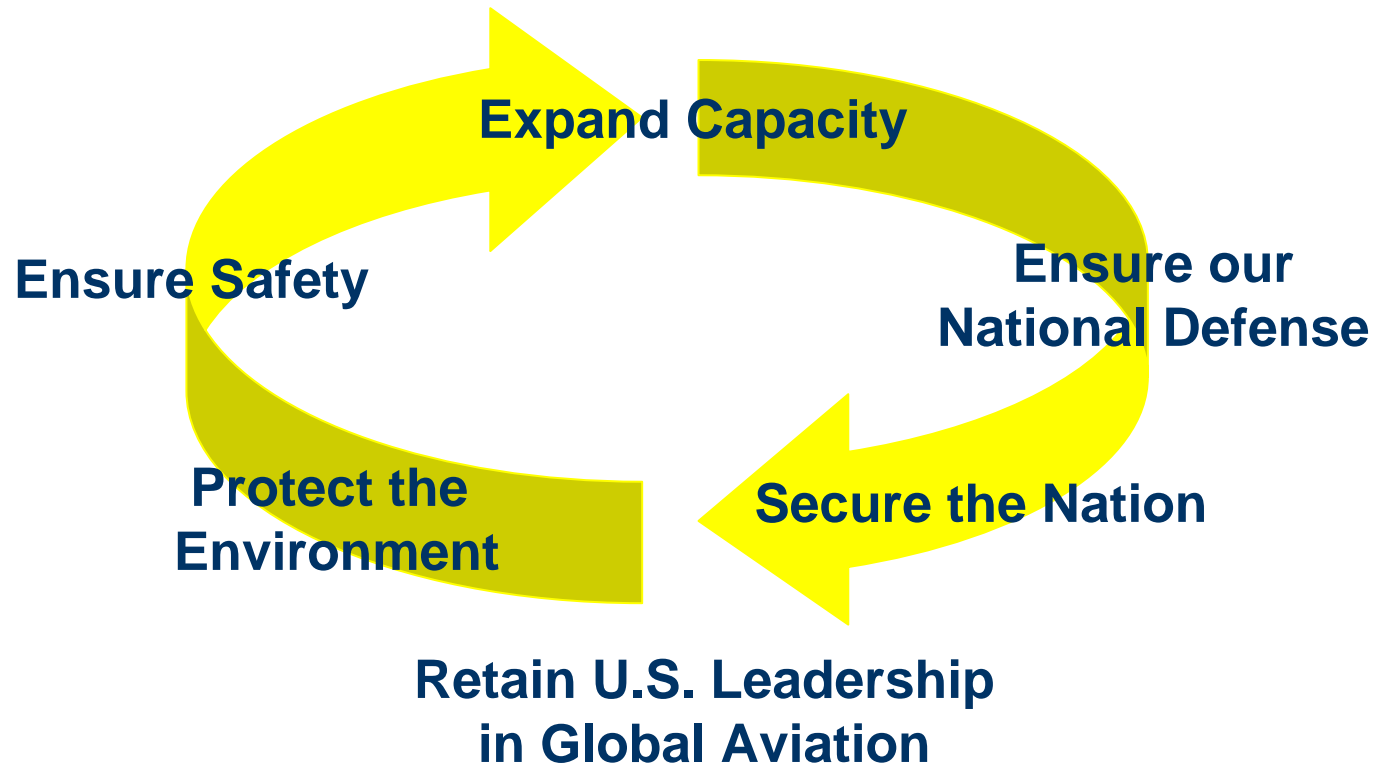 Expand Capacity
Ensure our
National Defense
Ensure Safety
Protect the
Environment
Secure the Nation
Retain U.S. Leadership
in Global Aviation